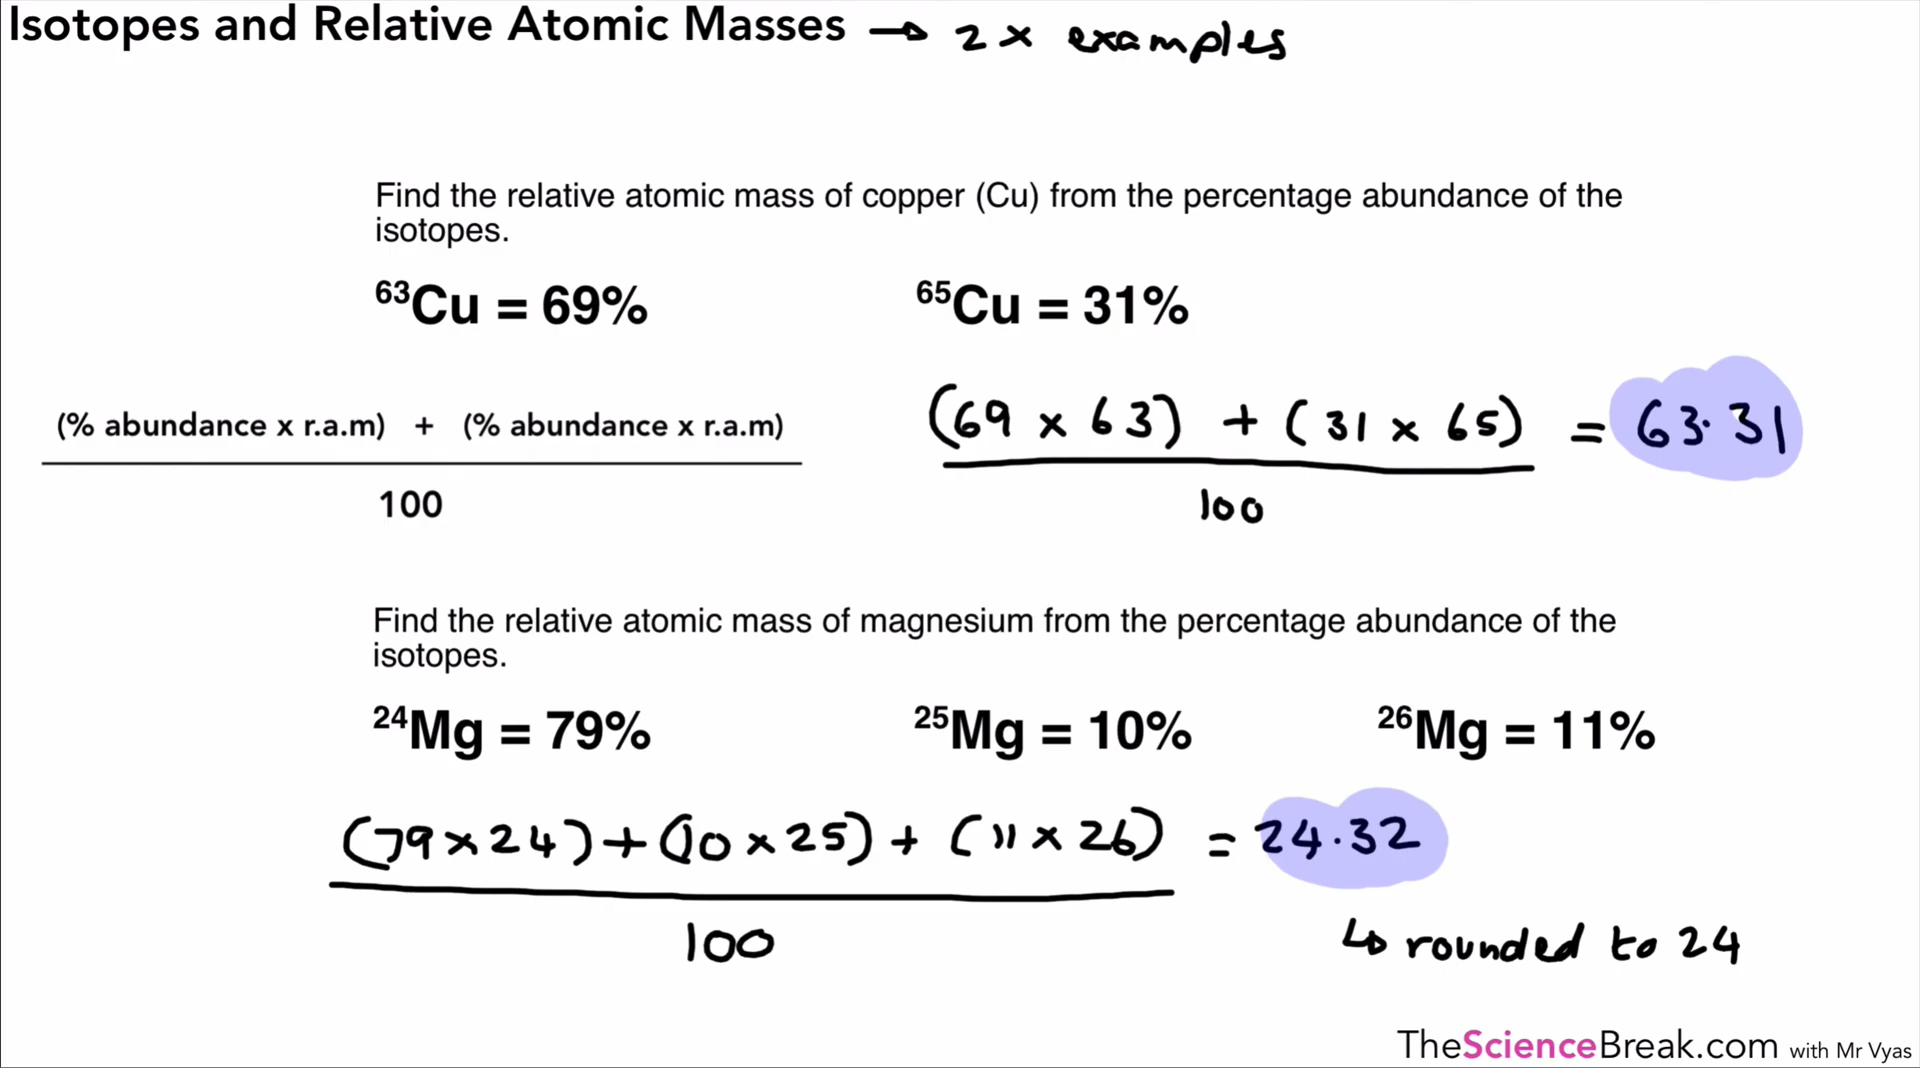 Isotopes and Relative Atomic Masses → 2 x examples
Find the relative atomic mass of copper (Cu) from the percentage abundance of the
isotopes.
⁶³Cu = 69% ⁶⁵Cu = 31%
(% abundance x r.a.m) + (% abundance x r.a.m)
100
(69 x 63) + (31 x 65) = 63.31
100
Find the relative atomic mass of magnesium from the percentage abundance of the
isotopes.
²⁴Mg = 79% ²⁵Mg = 10% ²⁶Mg = 11%
(79 x 24) + (10 x 25) + (11 x 26) = 24.32
100
↳ rounded to 24
TheScienceBreak.com with Mr Vyas